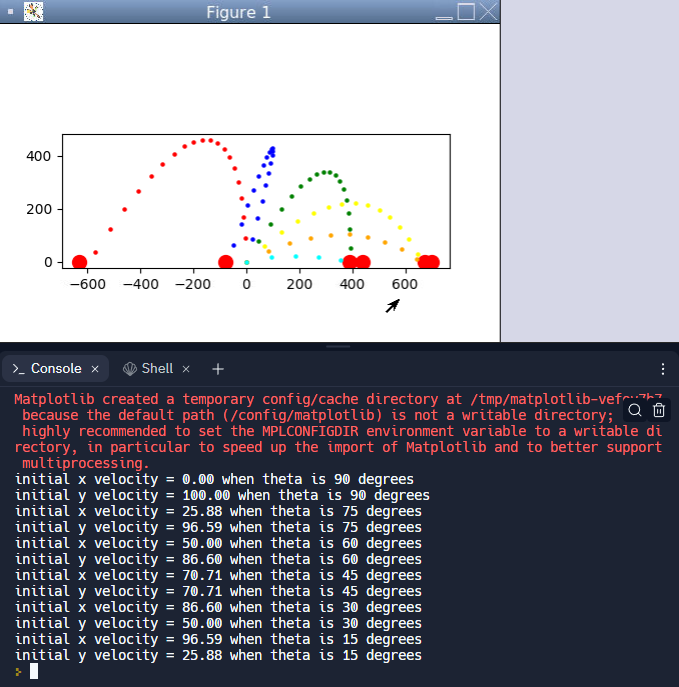 Figure 1
400
200
0
−600 −400 −200 0 200 400 600
Console × Shell × +
Matplotlib created a temporary config/cache directory at
because the default path (/config/matplotlib) is not a writable directory;
highly recommended to set the MPLCONFIGDIR environment variable to a writable di
rectory, in particular to speed up the import of Matplotlib and to better support
multiprocessing.
initial x velocity = 0.00 when theta is 90 degrees
initial y velocity = 100.00 when theta is 90 degrees
initial x velocity = 25.88 when theta is 75 degrees
initial y velocity = 96.59 when theta is 75 degrees
initial x velocity = 50.00 when theta is 60 degrees
initial y velocity = 86.60 when theta is 60 degrees
initial x velocity = 70.71 when theta is 45 degrees
initial y velocity = 70.71 when theta is 45 degrees
initial x velocity = 86.60 when theta is 30 degrees
initial y velocity = 50.00 when theta is 30 degrees
initial x velocity = 96.59 when theta is 15 degrees
initial y velocity = 25.88 when theta is 15 degrees